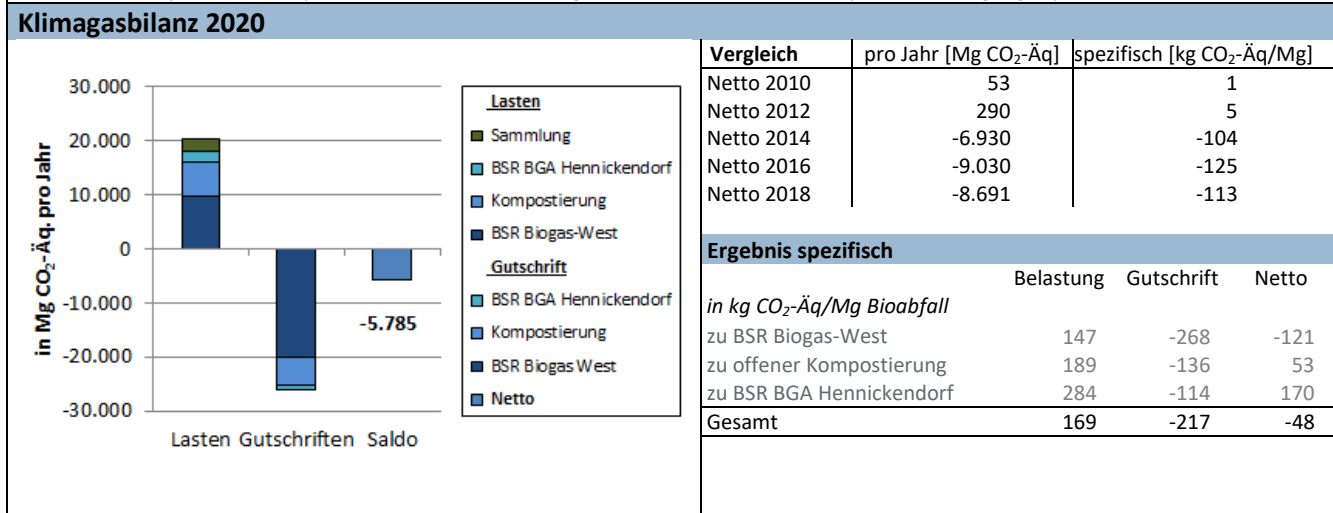 Klimagasbilanz 2020
30.000
20.000
10.000
0
-10.000
-20.000
-30.000
in Mg CO₂-Äq. pro Jahr
-5.785
Lasten Gutschriften Saldo
Lasten
Sammlung
BSR BGA Hennickendorf
Kompostierung
BSR Biogas-West
Gutschrift
BSR BGA Hennickendorf
Kompostierung
BSR Biogas West
Netto
Vergleich pro Jahr [Mg CO₂-Äq] spezifisch [kg CO₂-Äq/Mg]
Netto 2010 53 1
Netto 2012 290 5
Netto 2014 -6.930 -104
Netto 2016 -9.030 -125
Netto 2018 -8.691 -113
Ergebnis spezifisch
Belastung Gutschrift Netto
in kg CO₂-Äq/Mg Bioabfall
zu BSR Biogas-West 147 -268 -121
zu offener Kompostierung 189 -136 53
zu BSR BGA Hennickendorf 284 -114 170
Gesamt 169 -217 -48